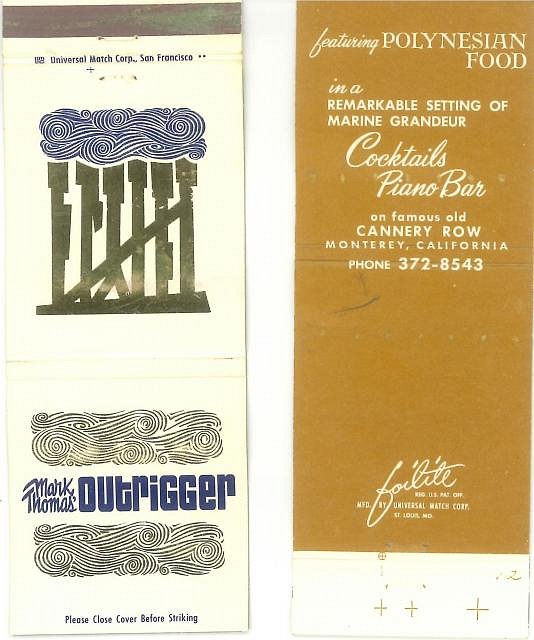 Universal Match Corp., San Francisco
Mark
Thomas' OUTRIGGER
Please Close Cover Before Striking
featuring POLYNESIAN
FOOD
in a
REMARKABLE SETTING OF
MARINE GRANDEUR
Cocktails
Piano Bar
on famous old
CANNERY ROW
MONTEREY, CALIFORNIA
PHONE 372-8543
foilite
REG. U.S. PAT. OFF.
MFD. BY UNIVERSAL MATCH CORP.
ST. LOUIS, MO.